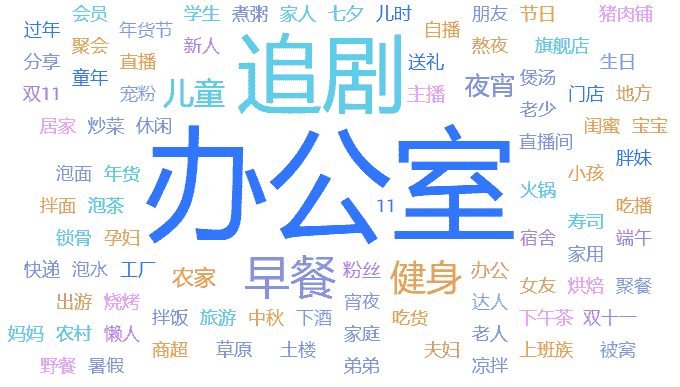 会员 学生 煮粥 家人 七夕 儿时 朋友 节日 猪肉铺
过年 年货节 自播
聚会 新人 追剧 熬夜 旗舰店
分享 直播 送礼 生日
童年 儿童 夜宵 煲汤
双11 宠粉 主播 门店 地方
老少
居家 炒菜 休闲 办公室 闺蜜 宝宝
直播间
胖妹
泡面 年货 小孩
火锅
拌面 泡茶 11 吃播
寿司
锁骨 孕妇 宿舍 端午
家用
快递 泡水 工厂 农家 早餐 粉丝 健身 办公
女友 烘焙 聚餐
出游 烧烤 宵夜 达人
拌饭 旅游 中秋 下酒 吃货 下午茶 双十一
妈妈 农村 懒人 家庭 老人
商超 草原 土楼 夫妇 上班族 被窝
野餐 暑假 弟弟 凉拌